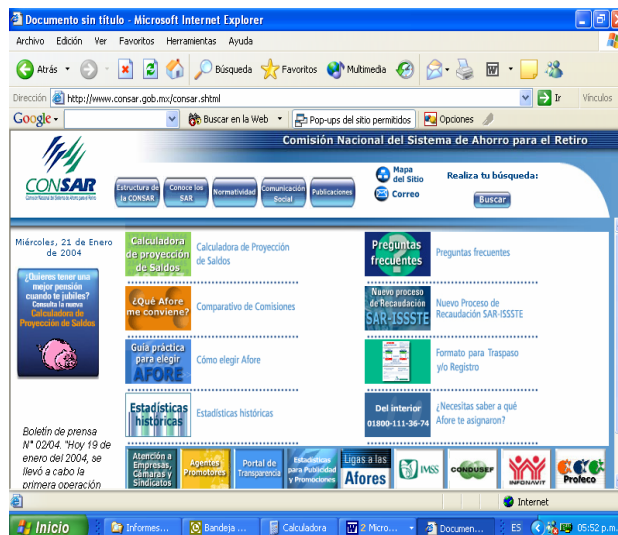 Documento sin título - Microsoft Internet Explorer
Archivo Edición Ver Favoritos Herramientas Ayuda
Atrás Búsqueda Favoritos Multimedia
Dirección http://www.consar.gob.mx/consar.shtml Ir Vínculos
Google Buscar en la Web Pop-ups del sitio permitidos Opciones
Comisión Nacional del Sistema de Ahorro para el Retiro
CONSAR
Comisión Nacional de Sistema de Ahorro para el Retiro
Estructura de la CONSAR
Conoce los SAR
Normatividad
Comunicación Social
Publicaciones
Mapa del Sitio
Correo
Realiza tu búsqueda:
Buscar
Miércoles, 21 de Enero
de 2004
¿Quieres tener una
mejor pensión
cuando te jubiles?
Consulta la nueva
Calculadora de
Proyección de Saldos
Boletín de prensa
N° 02/04. "Hoy 19 de
enero del 2004, se
llevó a cabo la
primera operación
Calculadora
de proyección
de Saldos
Calculadora de Proyección
de Saldos
¿Qué Afore
me conviene?
Comparativo de Comisiones
Guía práctica
para elegir
AFORE
Cómo elegir Afore
Estadísticas
históricas
Estadísticas históricas
Preguntas
frecuentes
Preguntas frecuentes
Nuevo proceso
de Recaudación
SAR-ISSSTE
Nuevo Proceso de
Recaudación SAR-ISSSTE
Formato para Traspaso
y/o Registro
Del interior
01800-111-36-74
¿Necesitas saber a qué
Afore te asignaron?
Atención a
Empresas,
Cámaras y
Sindicatos
Agentes
Promotores
Portal de
Transparencia
Estadísticas
para Publicidad
y Promociones
Ligas a las
Afores
IMSS
CONDUSEF
INFONAVIT
Profeco
Internet
Inicio Informes... Bandeja ... Calculadora 2 Micro... Documen... ES 05:52 p.m.